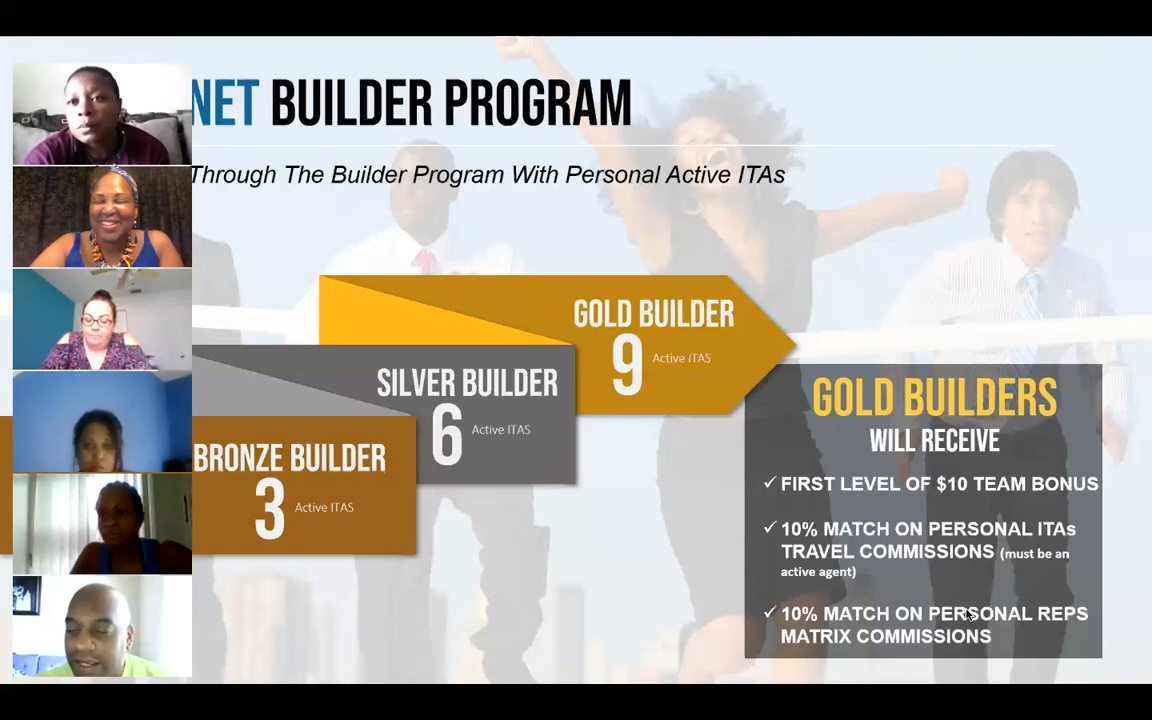 NET BUILDER PROGRAM
Through The Builder Program With Personal Active ITAs
GOLD BUILDER
9 Active ITAS
SILVER BUILDER
6 Active ITAS
BRONZE BUILDER
3 Active ITAS
GOLD BUILDERS
WILL RECEIVE
✓ FIRST LEVEL OF $10 TEAM BONUS
✓ 10% MATCH ON PERSONAL ITAs
TRAVEL COMMISSIONS (must be an
active agent)
✓ 10% MATCH ON PERSONAL REPS
MATRIX COMMISSIONS